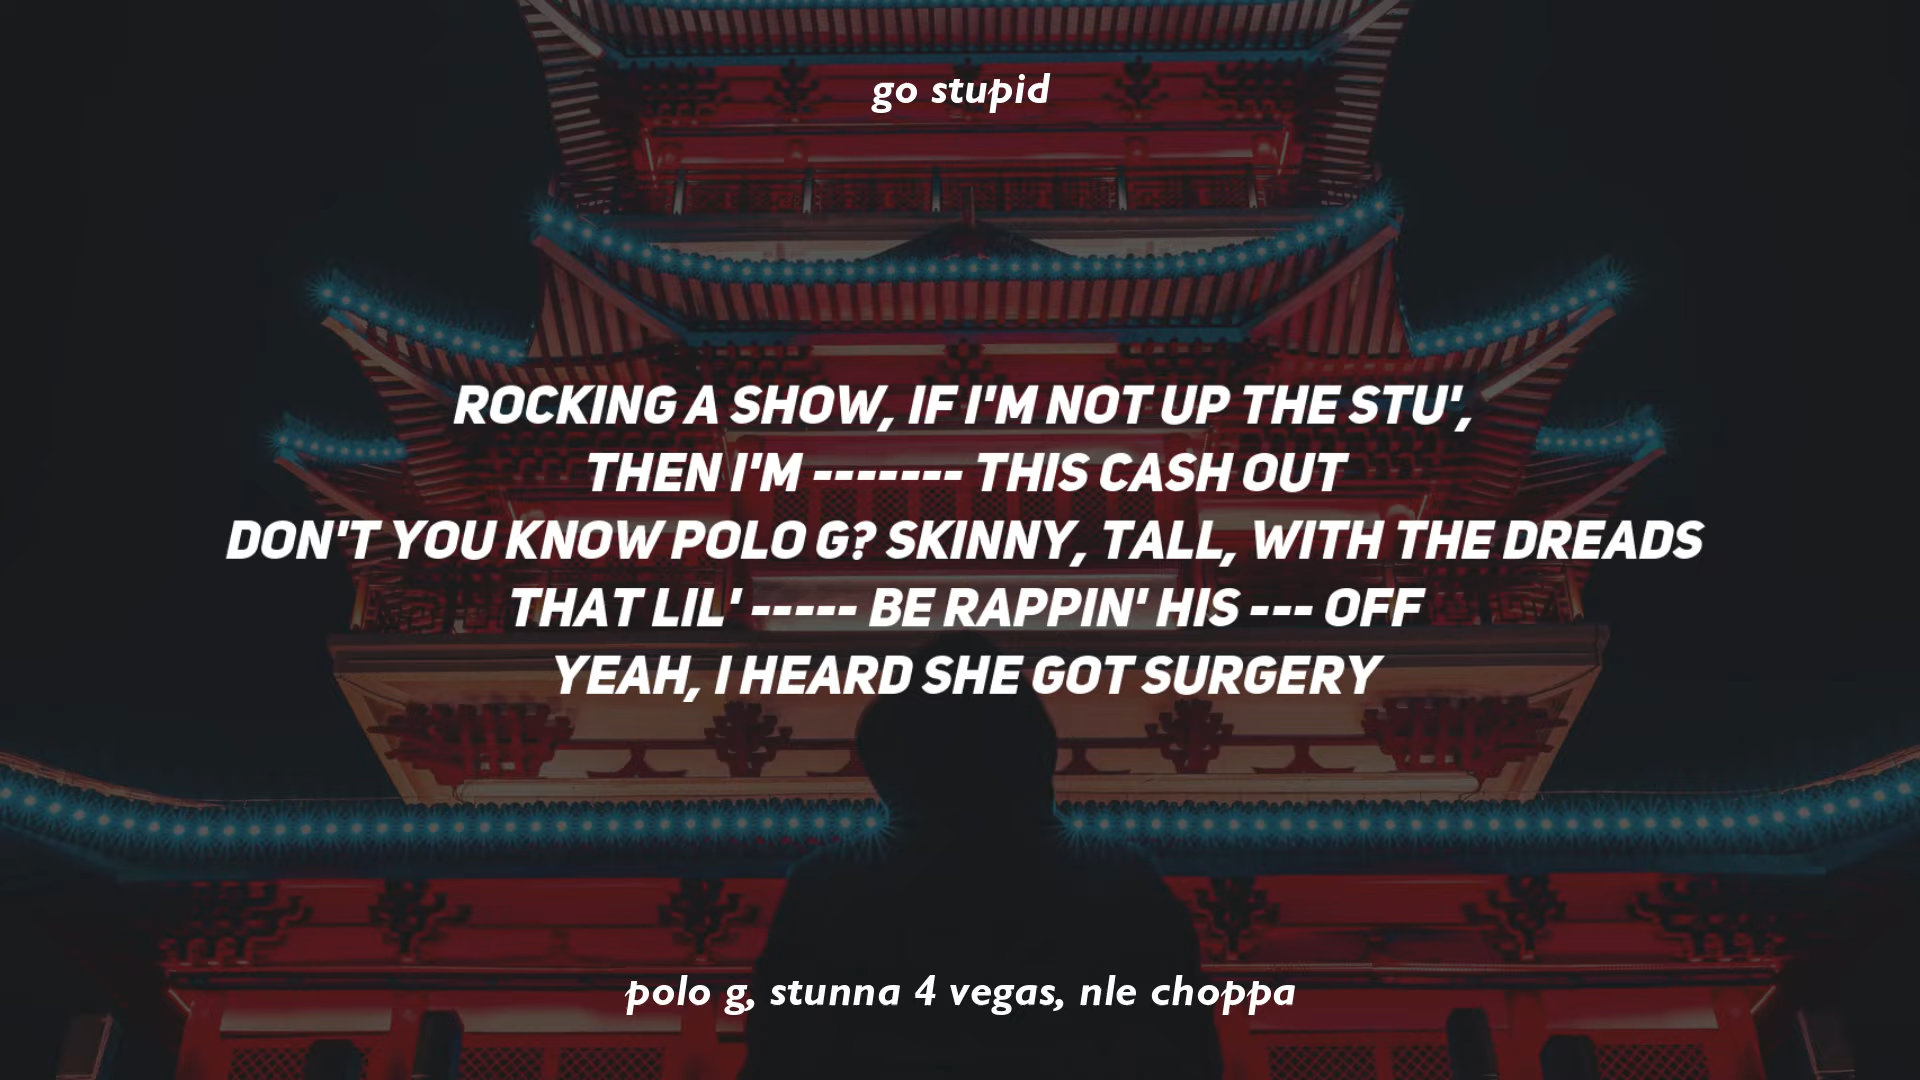 go stupid
ROCKING A SHOW, IF I'M NOT UP THE STU',
THEN I'M ------- THIS CASH OUT
DON'T YOU KNOW POLO G? SKINNY, TALL, WITH THE DREADS
THAT LIL' ----- BE RAPPIN' HIS --- OFF
YEAH, I HEARD SHE GOT SURGERY
polo g, stunna 4 vegas, nle choppa